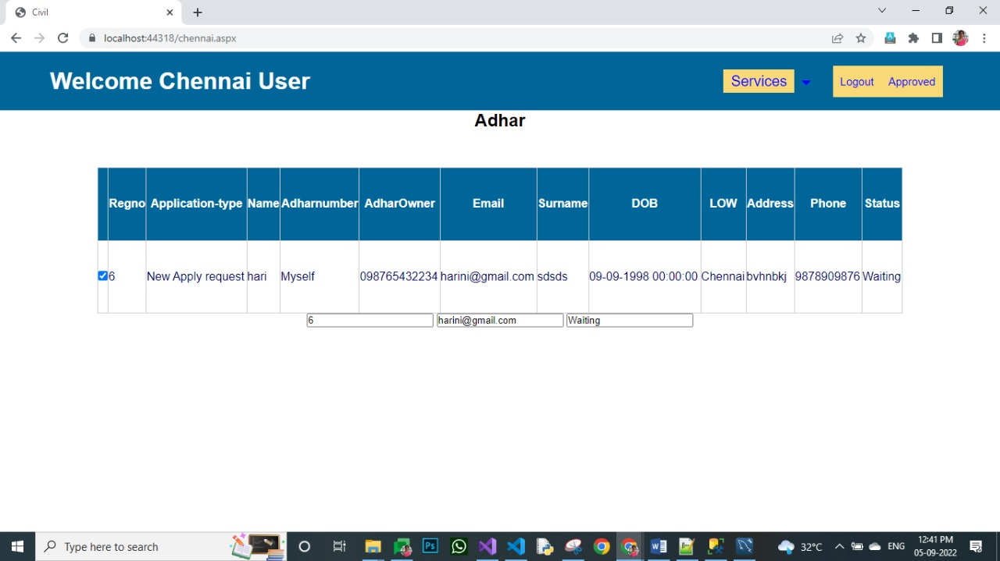 Civil
localhost:44318/chennai.aspx
Welcome Chennai User
Services
Logout Approved
Adhar
Regno Application-type Name Adharnumber AdharOwner Email Surname DOB LOW Address Phone Status
6 New Apply request hari Myself 098765432234 harini@gmail.com sdsds 09-09-1998 00:00:00 Chennai bvhnbkj 9878909876 Waiting
6 harini@gmail.com Waiting
Type here to search
Ps
32°C
ENG
12:41 PM
05-09-2022